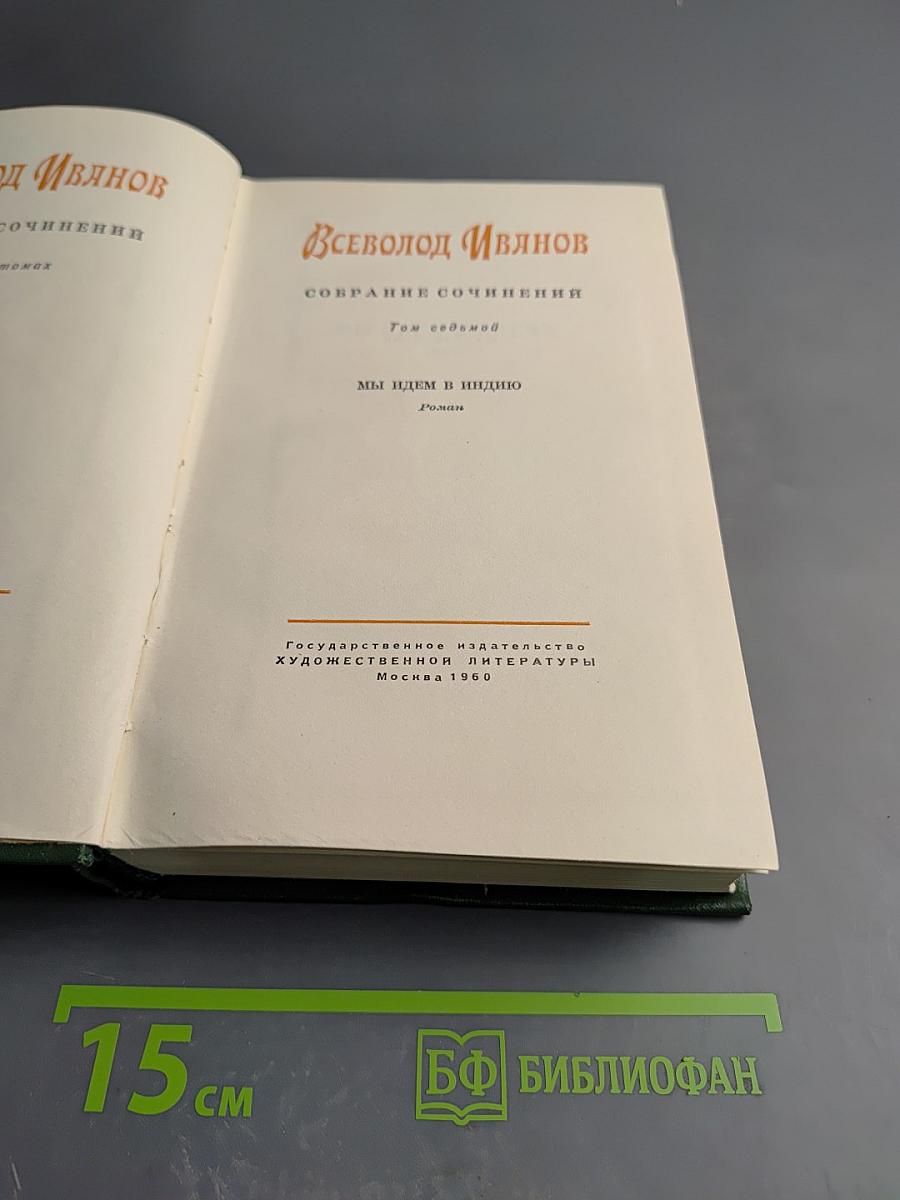 од Иванов
сочинений
томах
Всеволод Иванов
СОБРАНИЕ СОЧИНЕНИЙ
Том седьмой
МЫ ИДЕМ В ИНДИЮ
Роман
Государственное издательство
ХУДОЖЕСТВЕННОЙ ЛИТЕРАТУРЫ
Москва 1960
15 см
БФ БИБЛИОФАН